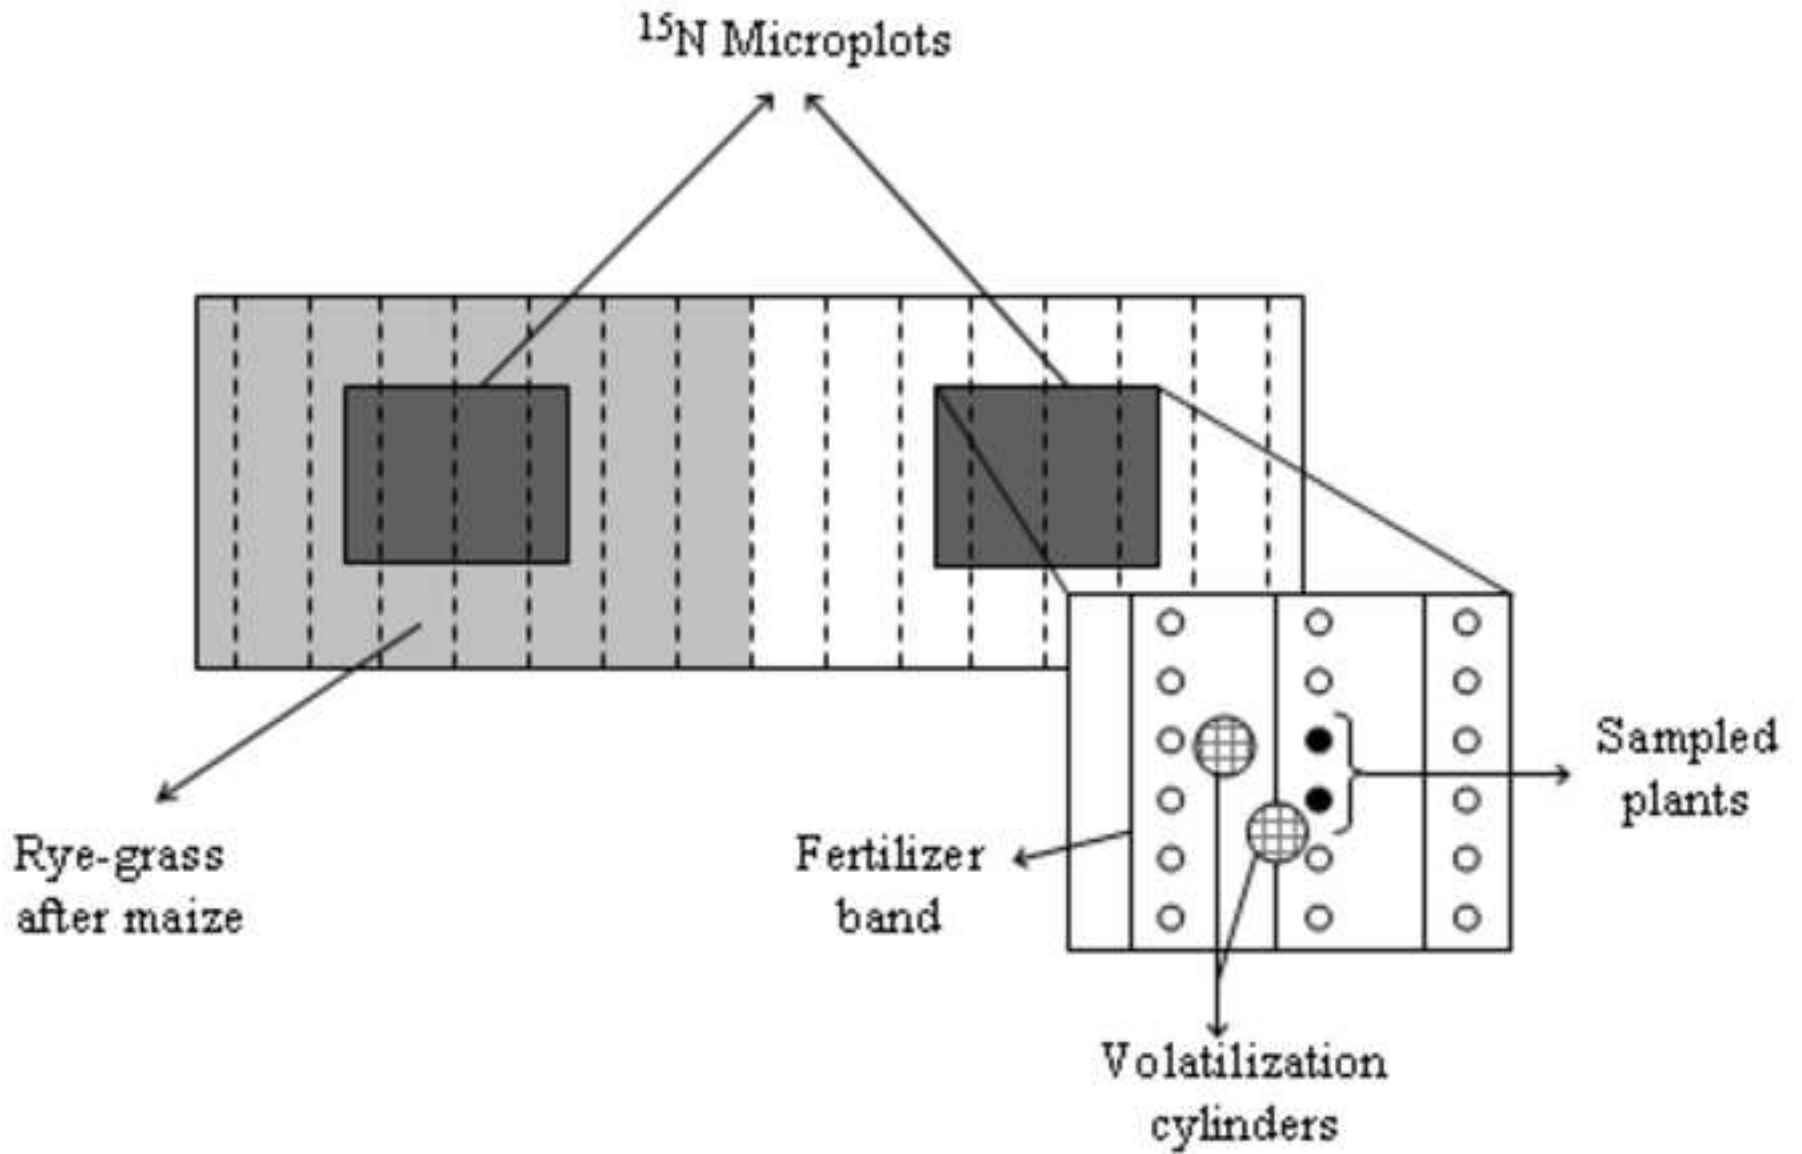 ¹⁵N Microplots
Sampled
plants
Rye-grass
after maize
Fertilizer
band
Volatilization
cylinders